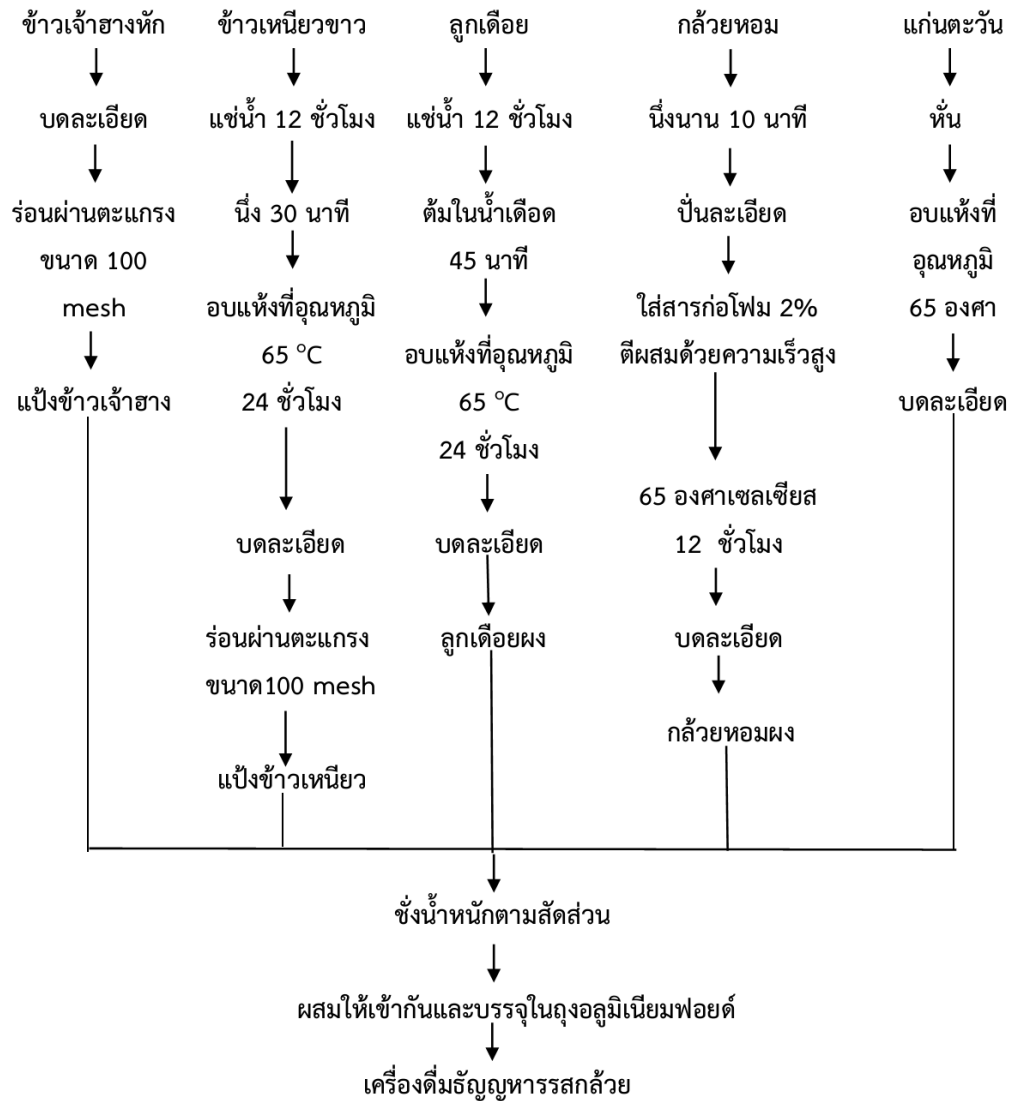 ข้าวเจ้าฮางหัก
บดละเอียด
ร่อนผ่านตะแกรง
ขนาด 100
mesh
แป้งข้าวเจ้าฮาง
ข้าวเหนียวขาว
แช่น้ำ 12 ชั่วโมง
นึ่ง 30 นาที
อบแห้งที่อุณหภูมิ
65 °C
24 ชั่วโมง
บดละเอียด
ร่อนผ่านตะแกรง
ขนาด100 mesh
แป้งข้าวเหนียว
ลูกเดือย
แช่น้ำ 12 ชั่วโมง
ต้มในน้ำเดือด
45 นาที
อบแห้งที่อุณหภูมิ
65 °C
24 ชั่วโมง
บดละเอียด
ลูกเดือยผง
กล้วยหอม
นึ่งนาน 10 นาที
ปั่นละเอียด
ใส่สารก่อโฟม 2%
ตีผสมด้วยความเร็วสูง
65 องศาเซลเซียส
12 ชั่วโมง
บดละเอียด
กล้วยหอมผง
แก่นตะวัน
หั่น
อบแห้งที่
อุณหภูมิ
65 องศา
บดละเอียด
ชั่งน้ำหนักตามสัดส่วน
ผสมให้เข้ากันและบรรจุในถุงอลูมิเนียมฟอยด์
เครื่องดื่มธัญญหารรสกล้วย